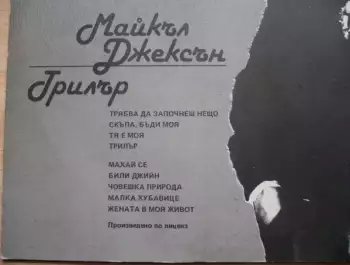 Майкъл
Джексън
Трилър
ТРЯБВА ДА ЗАПОЧНЕШ НЕЩО
СКЪПА, БЪДИ МОЯ
ТЯ Е МОЯ
ТРИЛЪР
МАХАЙ СЕ
БИЛИ ДЖИЙН
ЧОВЕШКА ПРИРОДА
МАЛКА ХУБАВИЦЕ
ЖЕНАТА В МОЯ ЖИВОТ
Произведено по лиценз